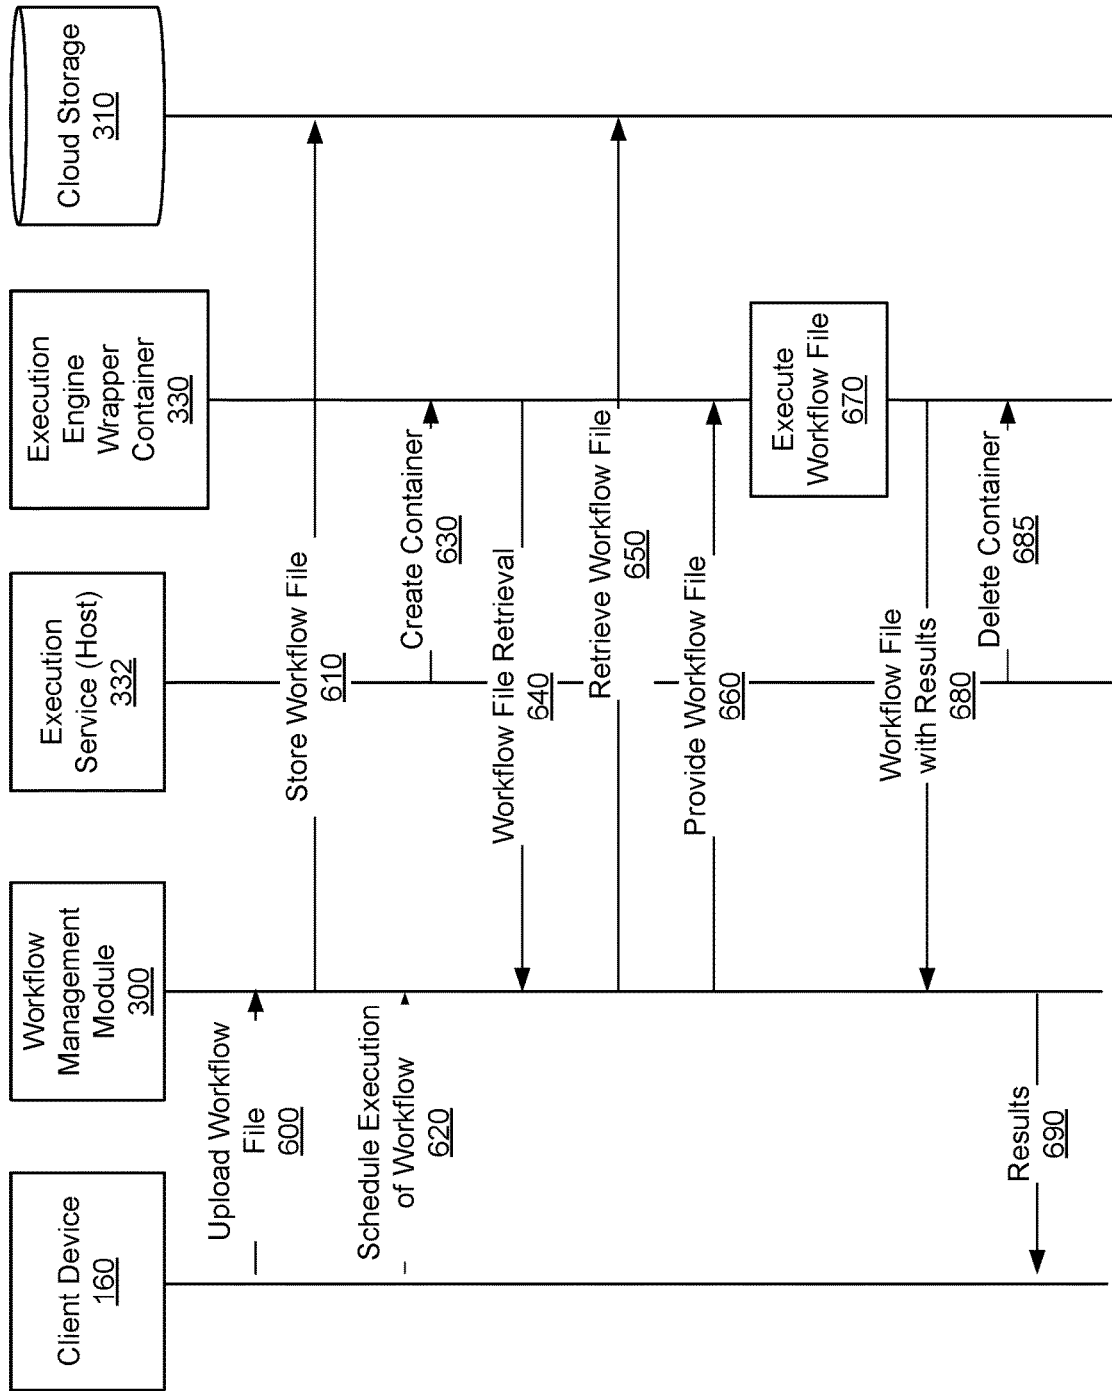 Client Device
160
Workflow
Management
Module
300
Execution
Service (Host)
332
Execution
Engine
Wrapper
Container
330
Cloud Storage
310
Upload Workflow
File
600
Store Workflow File
610
Schedule Execution
of Workflow
620
Create Container
630
Workflow File Retrieval
640
Retrieve Workflow File
650
Provide Workflow File
660
Execute
Workflow File
670
Workflow File
with Results
680
Delete Container
685
Results
690